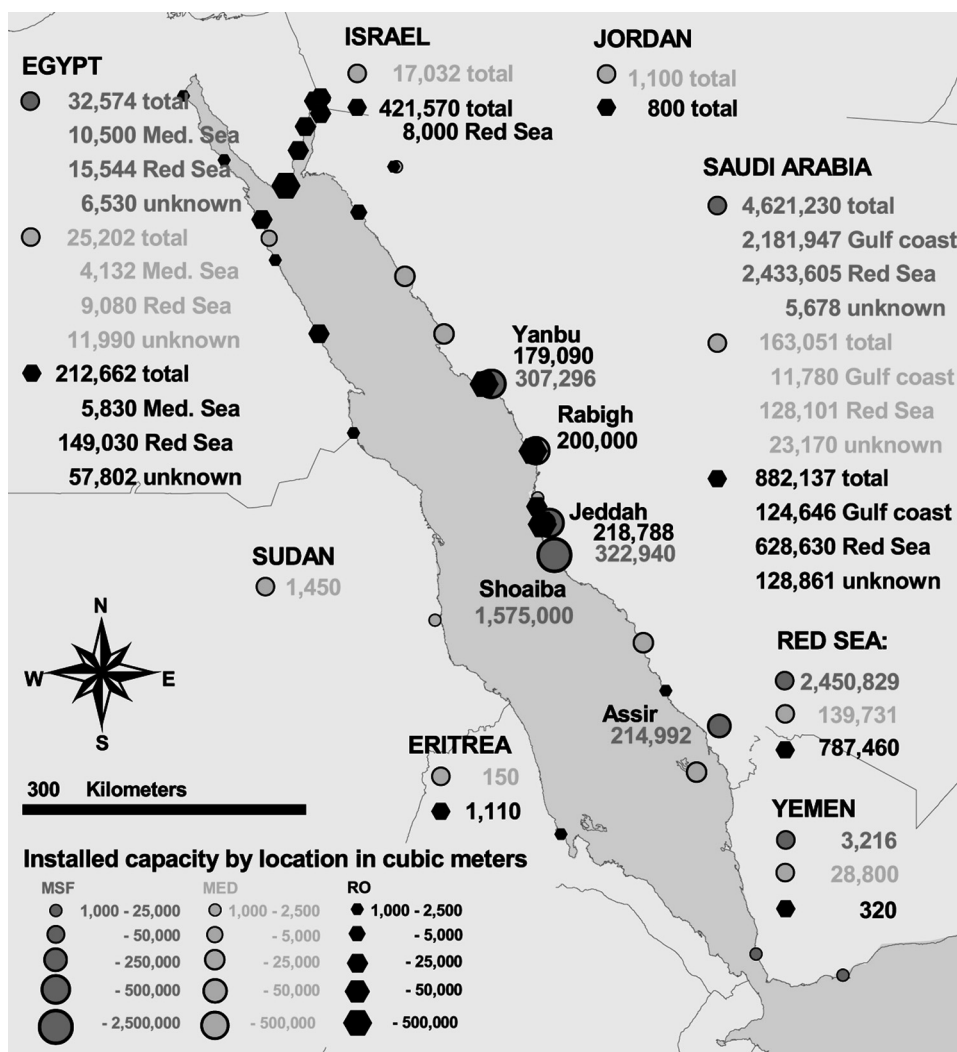 EGYPT
32,574 total
10,500 Med. Sea
15,544 Red Sea
6,530 unknown
25,202 total
4,132 Med. Sea
9,080 Red Sea
11,990 unknown
212,662 total
5,830 Med. Sea
149,030 Red Sea
57,802 unknown
ISRAEL
17,032 total
421,570 total
8,000 Red Sea
JORDAN
1,100 total
800 total
SAUDI ARABIA
4,621,230 total
2,181,947 Gulf coast
2,433,605 Red Sea
5,678 unknown
163,051 total
11,780 Gulf coast
128,101 Red Sea
23,170 unknown
882,137 total
124,646 Gulf coast
628,630 Red Sea
128,861 unknown
Yanbu
179,090
307,296
Rabigh
200,000
Jeddah
218,788
322,940
Shoaiba
1,575,000
SUDAN
1,450
N
W E
S
Assir
214,992
ERITREA
150
1,110
RED SEA:
2,450,829
139,731
787,460
YEMEN
3,216
28,800
320
300 Kilometers
Installed capacity by location in cubic meters
MSF MED RO
1,000 - 25,000 1,000 - 2,500 1,000 - 2,500
- 50,000 - 5,000 - 5,000
- 250,000 - 25,000 - 25,000
- 500,000 - 50,000 - 50,000
- 2,500,000 - 500,000 - 500,000